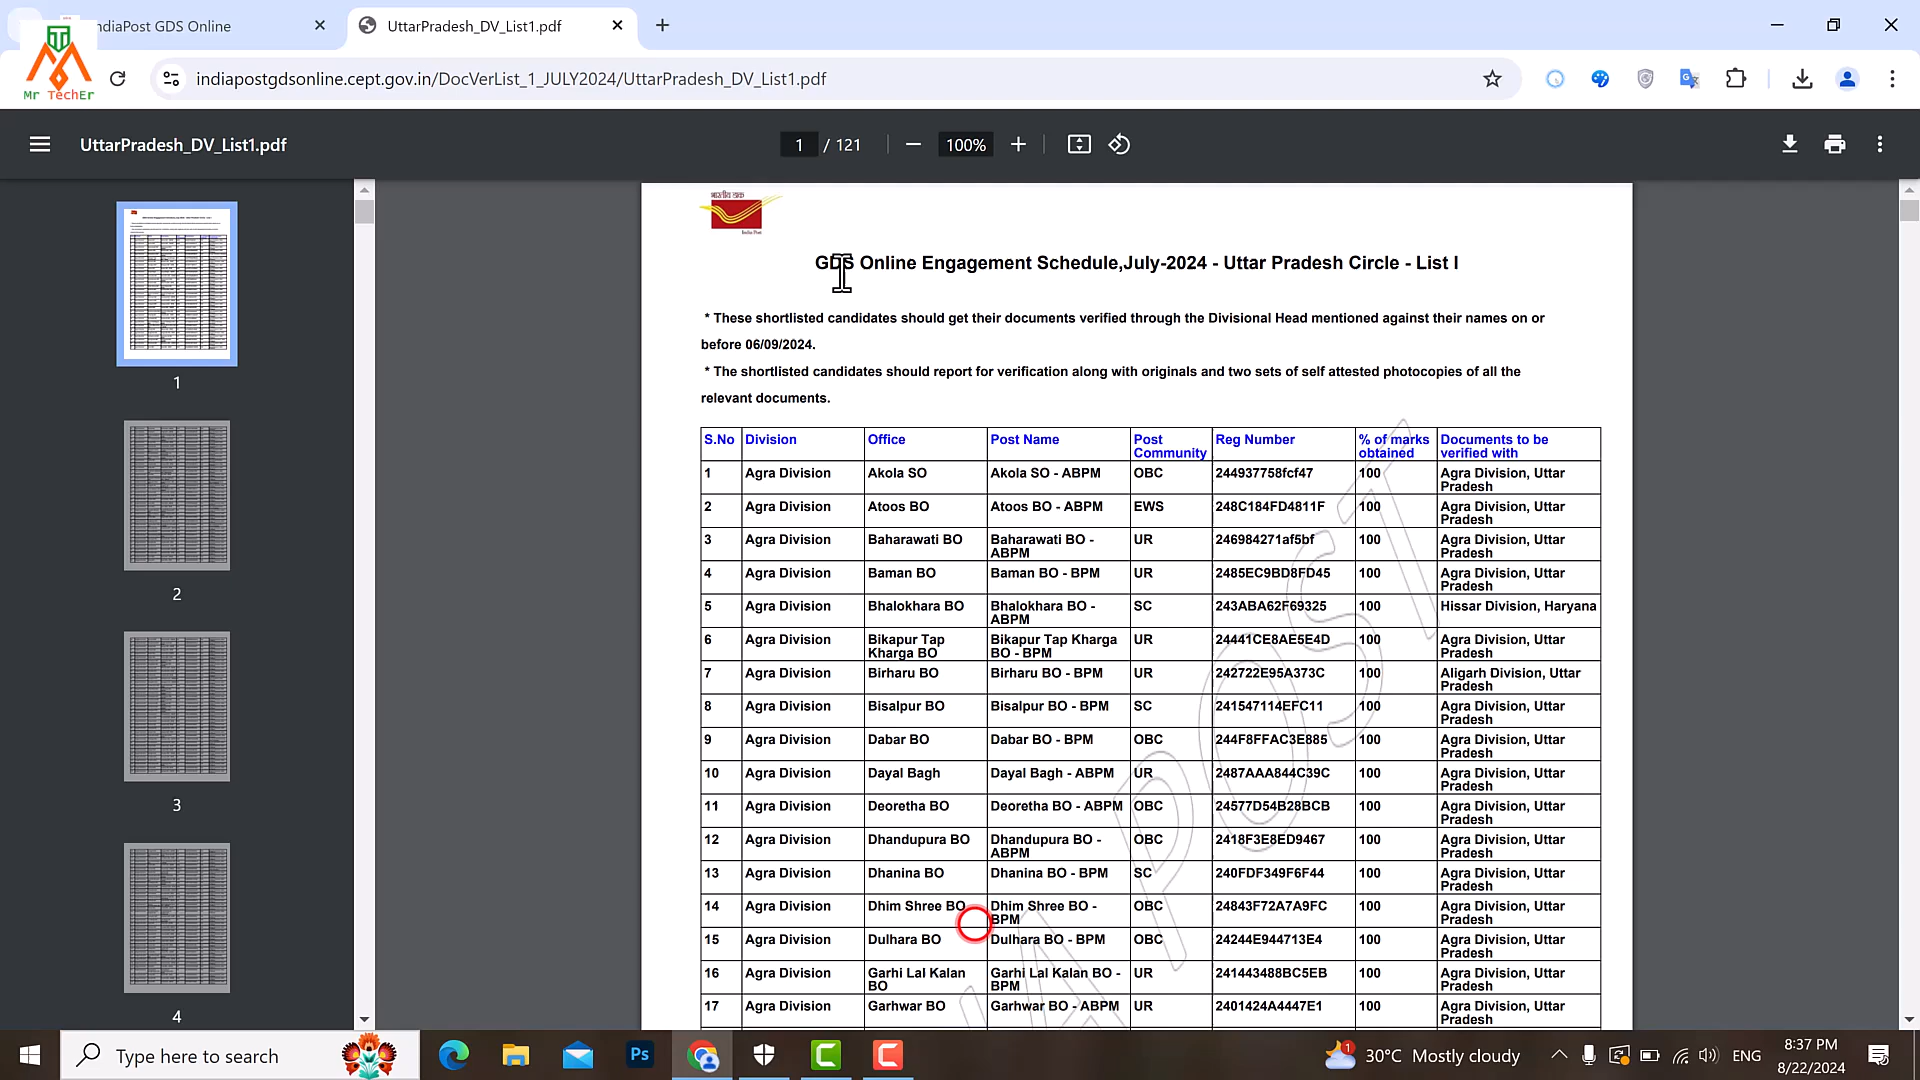 IndiaPost GDS Online
UttarPradesh_DV_List1.pdf
Mr TechEr
indiapostgdsonline.cept.gov.in/DocVerList_1_JULY2024/UttarPradesh_DV_List1.pdf
UttarPradesh_DV_List1.pdf
1 / 121
100%
1
2
3
4
भारतीय डाक
India Post
GDS Online Engagement Schedule,July-2024 - Uttar Pradesh Circle - List I
* These shortlisted candidates should get their documents verified through the Divisional Head mentioned against their names on or
before 06/09/2024.
* The shortlisted candidates should report for verification along with originals and two sets of self attested photocopies of all the
relevant documents.
S.No Division Office Post Name Post Community Reg Number % of marks obtained Documents to be verified with
1 Agra Division Akola SO Akola SO - ABPM OBC 244937758fcf47 100 Agra Division, Uttar Pradesh
2 Agra Division Atoos BO Atoos BO - ABPM EWS 248C184FD4811F 100 Agra Division, Uttar Pradesh
3 Agra Division Baharawati BO Baharawati BO - ABPM UR 246984271af5bf 100 Agra Division, Uttar Pradesh
4 Agra Division Baman BO Baman BO - BPM UR 2485EC9BD8FD45 100 Agra Division, Uttar Pradesh
5 Agra Division Bhalokhara BO Bhalokhara BO - ABPM SC 243ABA62F69325 100 Hissar Division, Haryana
6 Agra Division Bikapur Tap Kharga BO Bikapur Tap Kharga BO - BPM UR 24441CE8AE5E4D 100 Agra Division, Uttar Pradesh
7 Agra Division Birharu BO Birharu BO - BPM UR 242722E95A373C 100 Aligarh Division, Uttar Pradesh
8 Agra Division Bisalpur BO Bisalpur BO - BPM SC 241547114EFC11 100 Agra Division, Uttar Pradesh
9 Agra Division Dabar BO Dabar BO - BPM OBC 244F8FFAC3E885 100 Agra Division, Uttar Pradesh
10 Agra Division Dayal Bagh Dayal Bagh - ABPM UR 2487AAA844C39C 100 Agra Division, Uttar Pradesh
11 Agra Division Deoretha BO Deoretha BO - ABPM OBC 24577D54B28BCB 100 Agra Division, Uttar Pradesh
12 Agra Division Dhandupura BO Dhandupura BO - ABPM OBC 2418F3E8ED9467 100 Agra Division, Uttar Pradesh
13 Agra Division Dhanina BO Dhanina BO - BPM SC 240FDF349F6F44 100 Agra Division, Uttar Pradesh
14 Agra Division Dhim Shree BO Dhim Shree BO - BPM OBC 24843F72A7A9FC 100 Agra Division, Uttar Pradesh
15 Agra Division Dulhara BO Dulhara BO - BPM OBC 24244E944713E4 100 Agra Division, Uttar Pradesh
16 Agra Division Garhi Lal Kalan BO Garhi Lal Kalan BO - BPM UR 241443488BC5EB 100 Agra Division, Uttar Pradesh
17 Agra Division Garhwar BO Garhwar BO - ABPM UR 2401424A4447E1 100 Agra Division, Uttar Pradesh
A POST
Type here to search
Ps
1
30°C Mostly cloudy
ENG
8:37 PM
8/22/2024